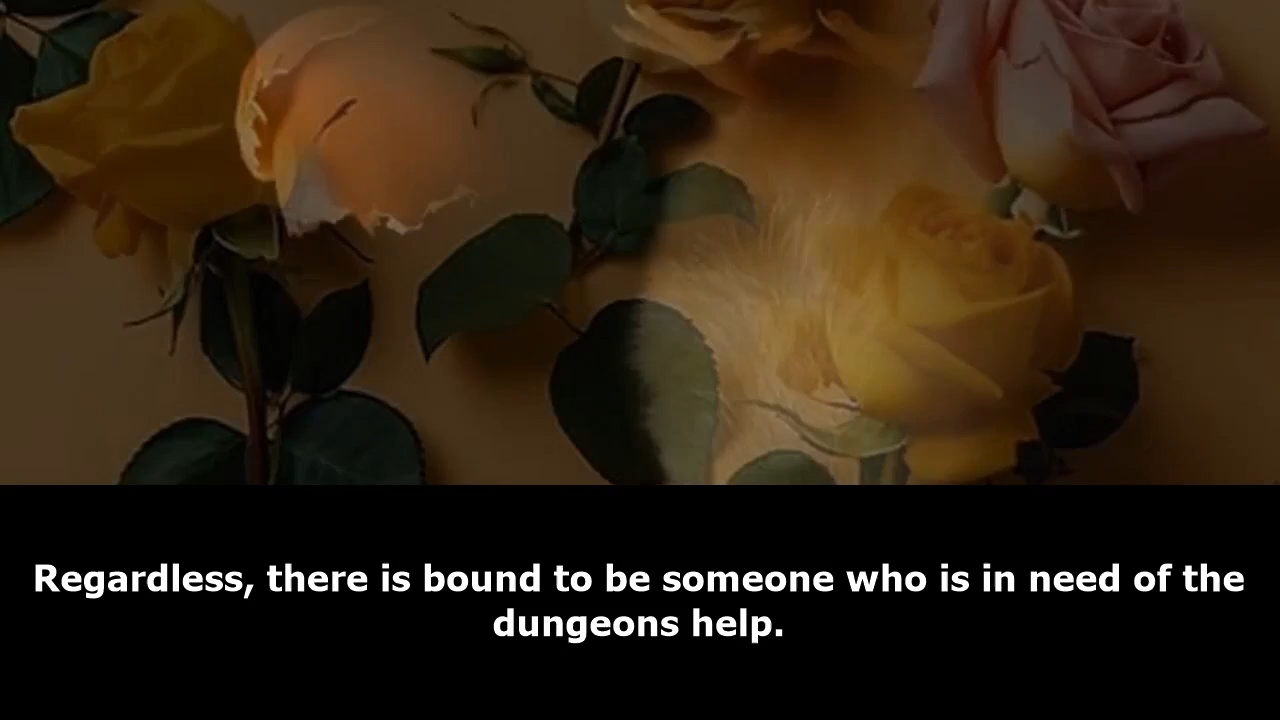 Regardless, there is bound to be someone who is in need of the
dungeons help.